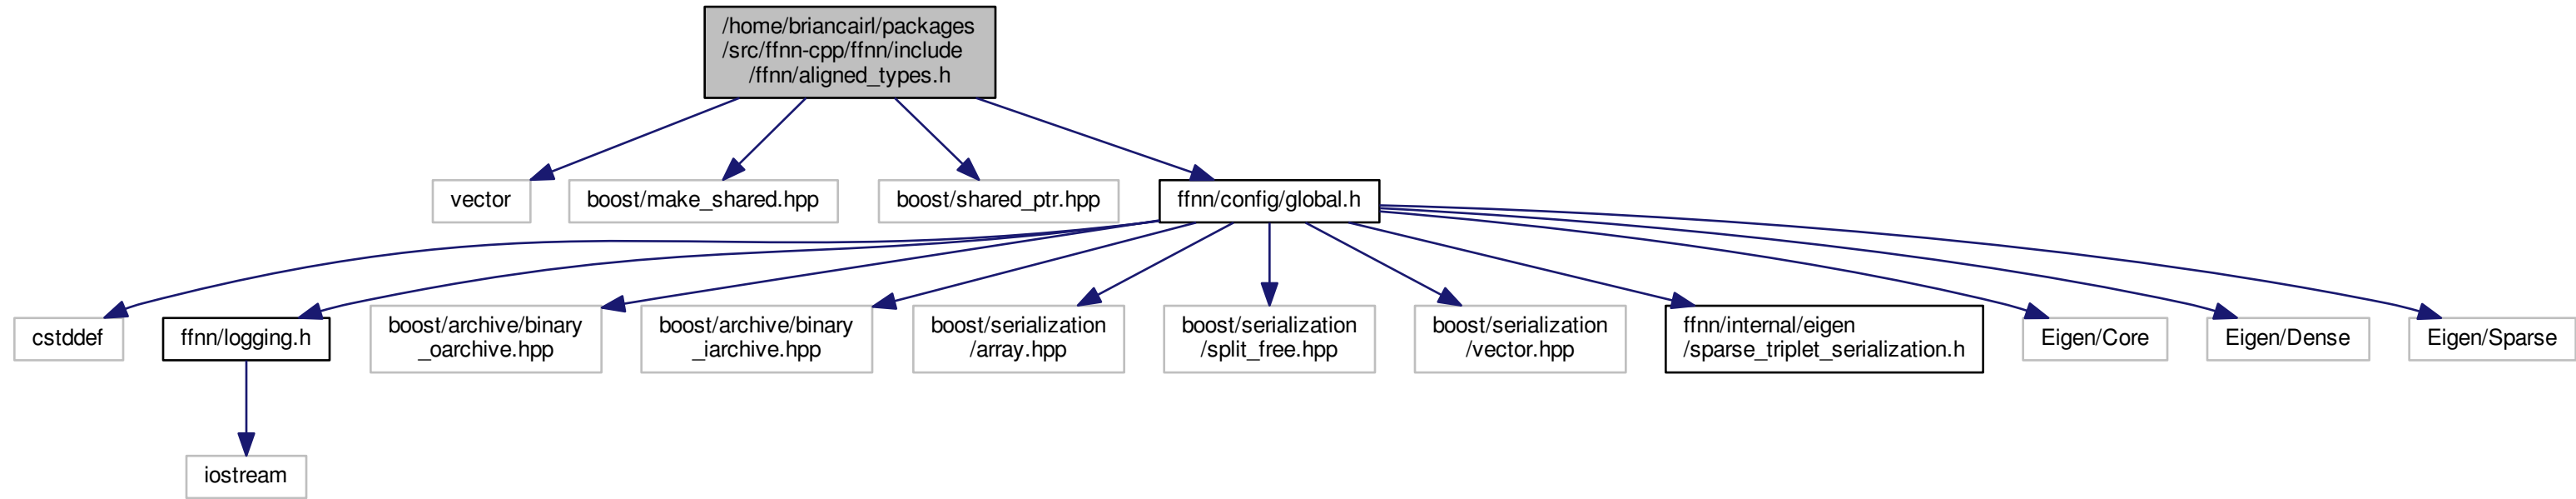 /home/briancairl/packages
/src/ffnn-cpp/ffnn/include
/ffnn/aligned_types.h
vector
boost/make_shared.hpp
boost/shared_ptr.hpp
ffnn/config/global.h
cstddef
ffnn/logging.h
boost/archive/binary
_oarchive.hpp
boost/archive/binary
_iarchive.hpp
boost/serialization
/array.hpp
boost/serialization
/split_free.hpp
boost/serialization
/vector.hpp
ffnn/internal/eigen
/sparse_triplet_serialization.h
Eigen/Core
Eigen/Dense
Eigen/Sparse
iostream